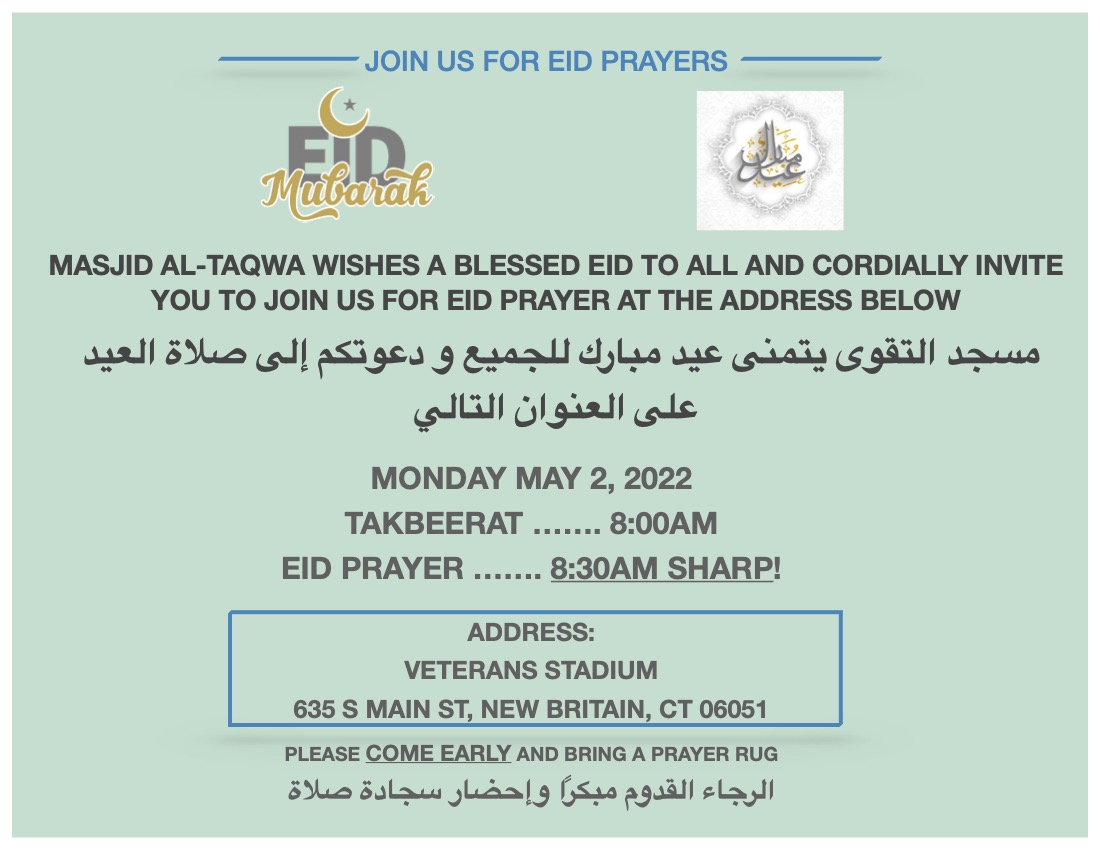 JOIN US FOR EID PRAYERS
EID
Mubarak
عيد مبارك
MASJID AL-TAQWA WISHES A BLESSED EID TO ALL AND CORDIALLY INVITE
YOU TO JOIN US FOR EID PRAYER AT THE ADDRESS BELOW
مسجد التقوى يتمنى عيد مبارك للجميع و دعوتكم إلى صلاة العيد
على العنوان التالي
MONDAY MAY 2, 2022
TAKBEERAT ....... 8:00AM
EID PRAYER ....... 8:30AM SHARP!
ADDRESS:
VETERANS STADIUM
635 S MAIN ST, NEW BRITAIN, CT 06051
PLEASE COME EARLY AND BRING A PRAYER RUG
الرجاء القدوم مبكرًا وإحضار سجادة صلاة